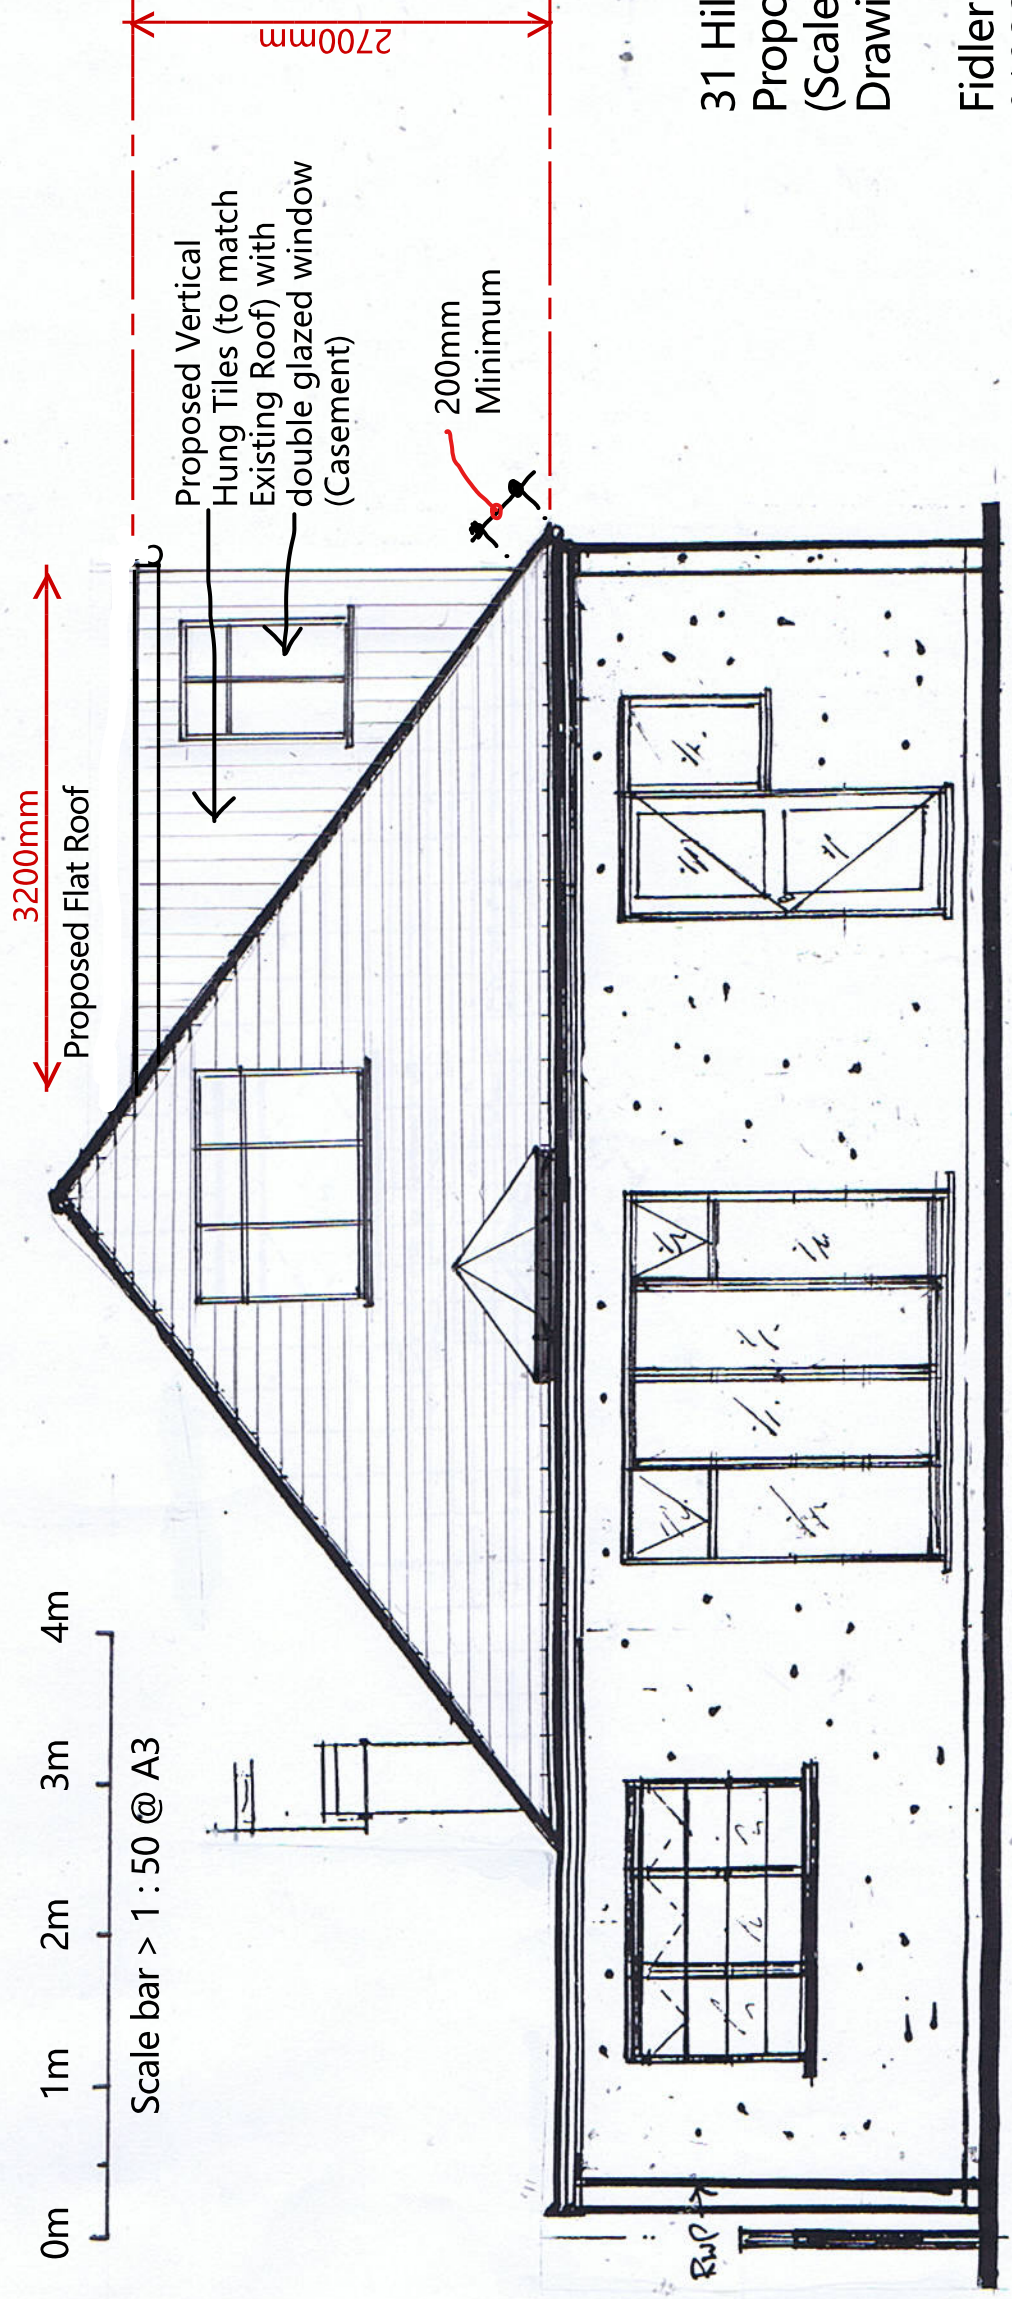 0m 1m 2m 3m 4m
Scale bar > 1 : 50 @ A3
3200mm
Proposed Flat Roof
2700mm
Proposed Vertical
Hung Tiles (to match
Existing Roof) with
double glazed window
(Casement)
200mm
Minimum
RWP
31 Hil
Propo
(Scale
Drawi
Fidler